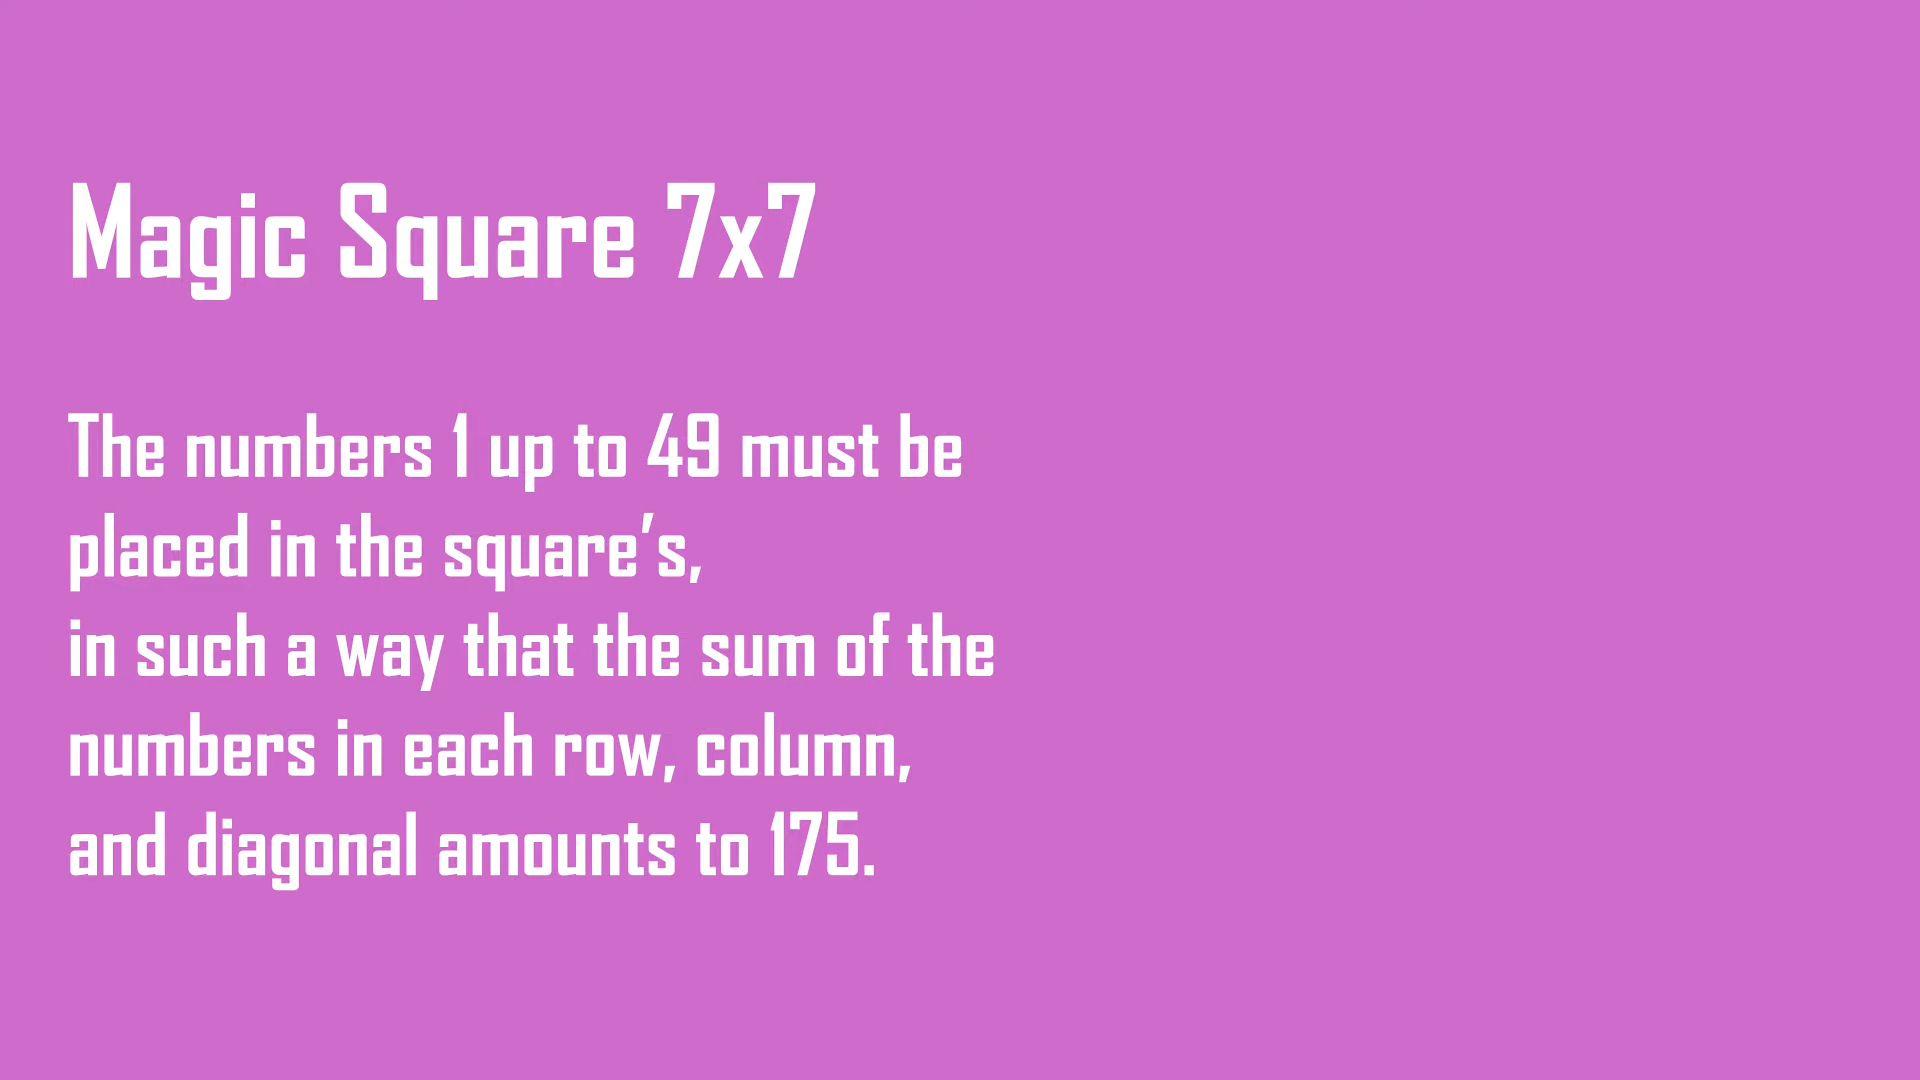 Magic Square 7x7
The numbers 1 up to 49 must be
placed in the square's,
in such a way that the sum of the
numbers in each row, column,
and diagonal amounts to 175.